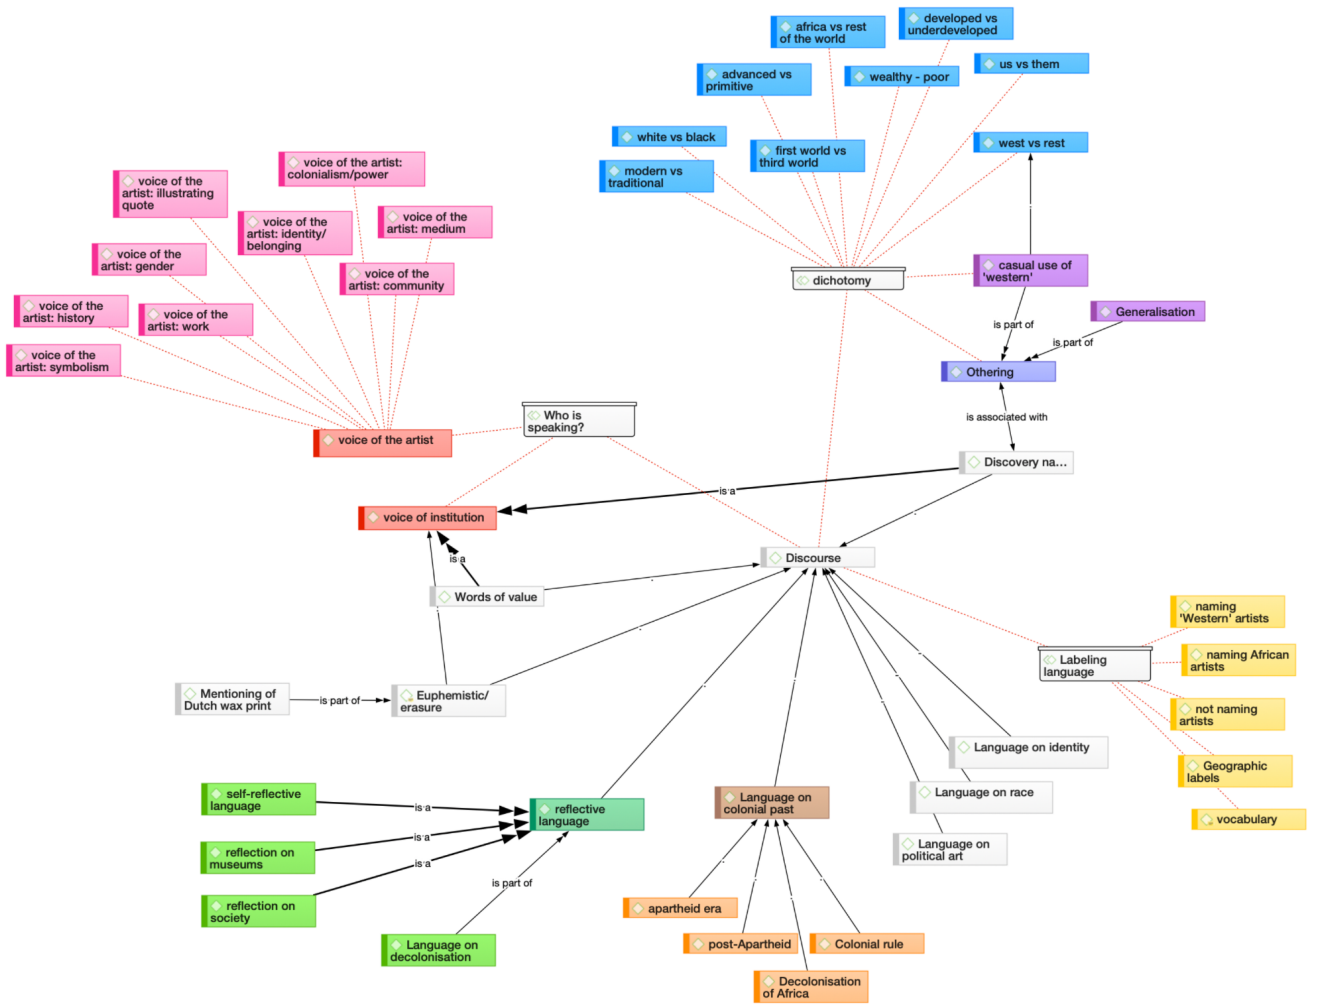 africa vs rest
of the world
developed vs
underdeveloped
us vs them
advanced vs
primitive
wealthy - poor
white vs black
first world vs
third world
west vs rest
modern vs
traditional
voice of the artist:
colonialism/power
voice of the
artist: illustrating
quote
voice of the
artist: identity/
belonging
voice of the
artist: medium
voice of the
artist: gender
voice of the
artist: community
voice of the
artist: history
voice of the
artist: work
voice of the
artist: symbolism
dichotomy
casual use of
'western'
Generalisation
is part of
is part of
Othering
is associated with
Who is
speaking?
voice of the artist
Discovery na...
is a
voice of institution
is a
Discourse
Words of value
naming
'Western' artists
Labeling
language
naming African
artists
Mentioning of
Dutch wax print
is part of
Euphemistic/
erasure
not naming
artists
Language on identity
Geographic
labels
self-reflective
language
is a
reflective
language
Language on
colonial past
Language on race
vocabulary
is a
reflection on
museums
is a
Language on
political art
is part of
reflection on
society
apartheid era
Language on
decolonisation
post-Apartheid
Colonial rule
Decolonisation
of Africa